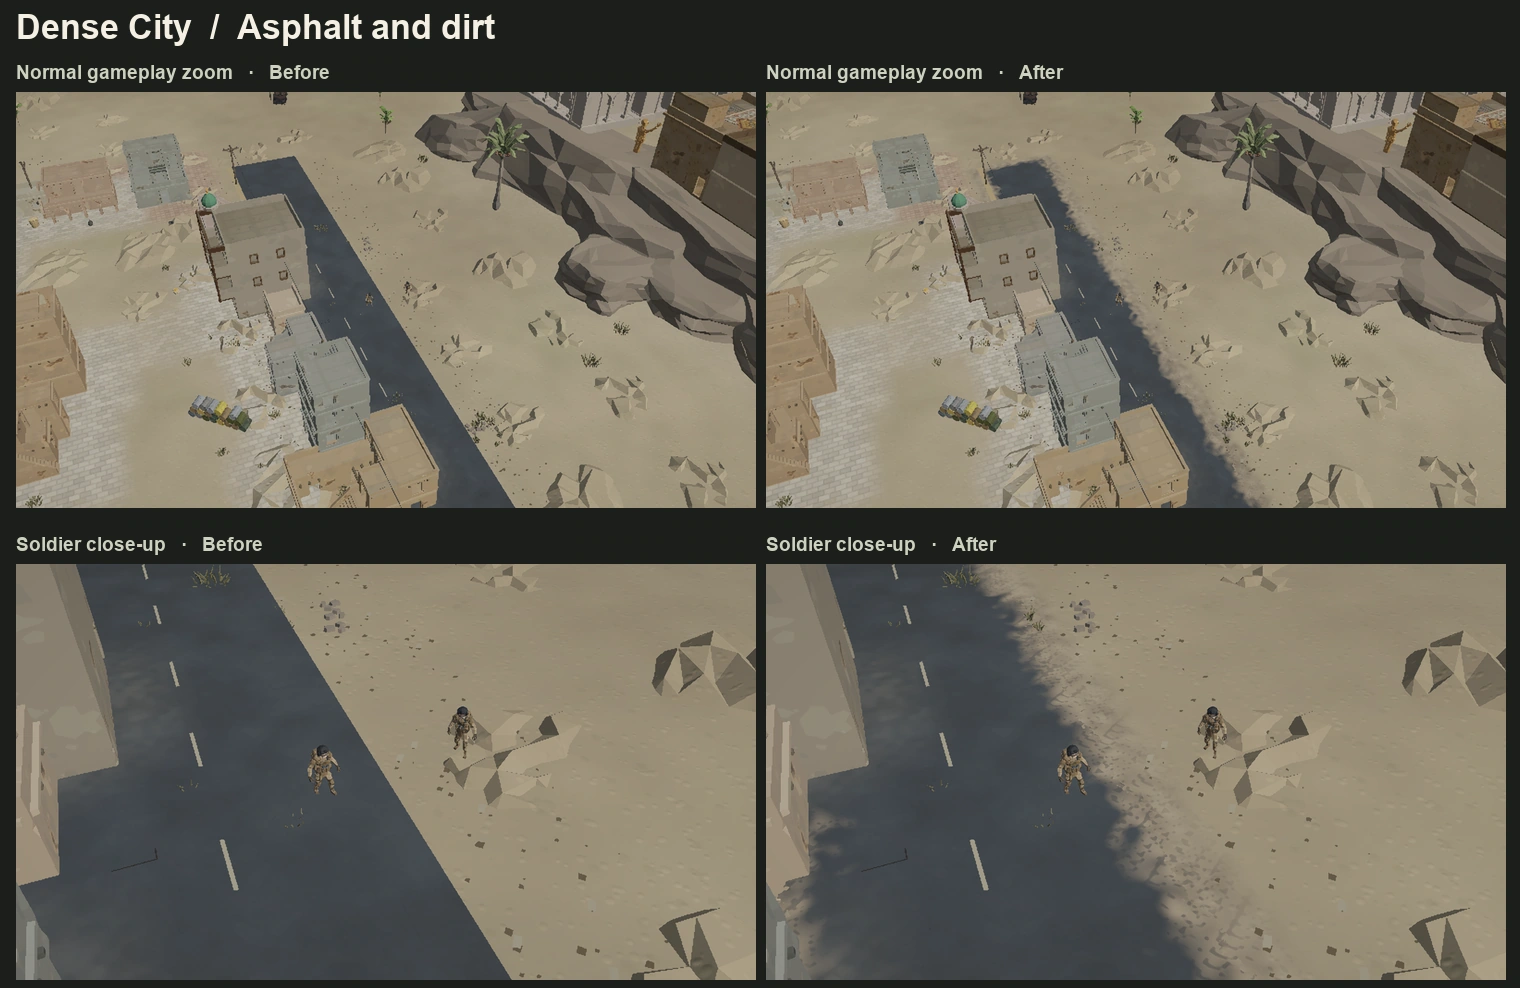 Dense City / Asphalt and dirt
Normal gameplay zoom · Before
Normal gameplay zoom · After
Soldier close-up · Before
Soldier close-up · After